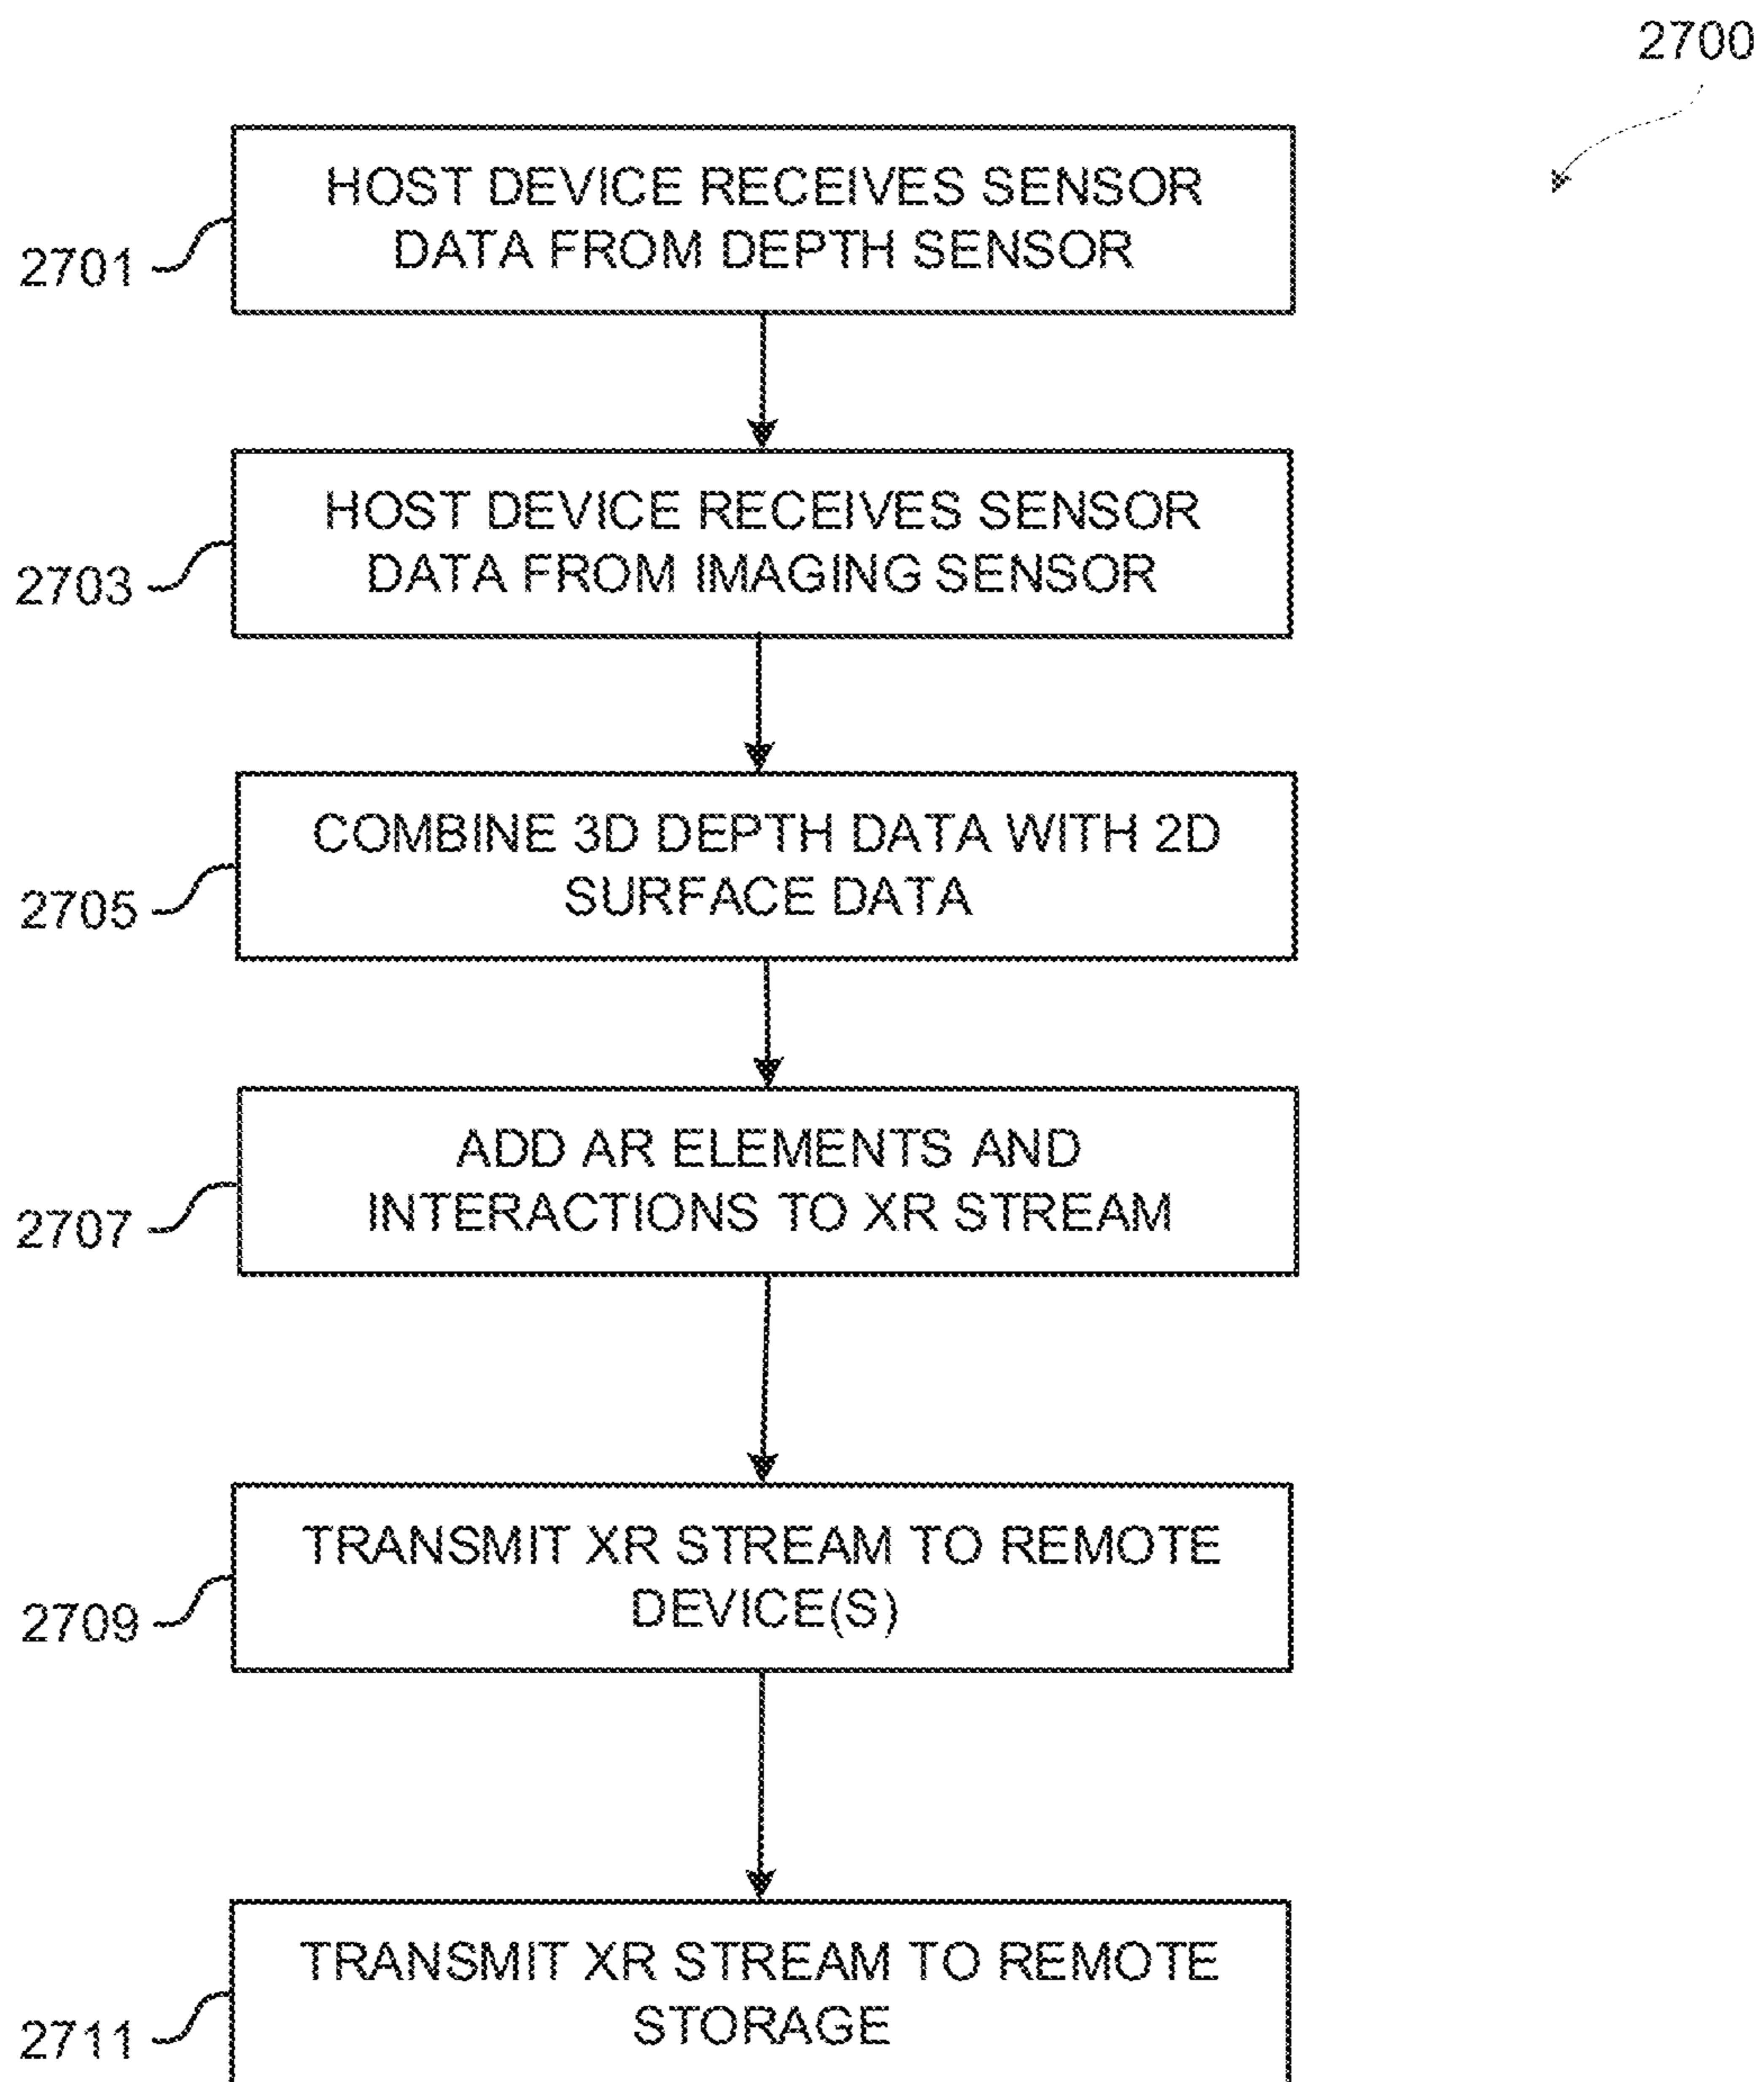 2700
HOST DEVICE RECEIVES SENSOR
DATA FROM DEPTH SENSOR
2701
HOST DEVICE RECEIVES SENSOR
DATA FROM IMAGING SENSOR
2703
COMBINE 3D DEPTH DATA WITH 2D
SURFACE DATA
2705
ADD AR ELEMENTS AND
INTERACTIONS TO XR STREAM
2707
TRANSMIT XR STREAM TO REMOTE
DEVICE(S)
2709
TRANSMIT XR STREAM TO REMOTE
STORAGE
2711